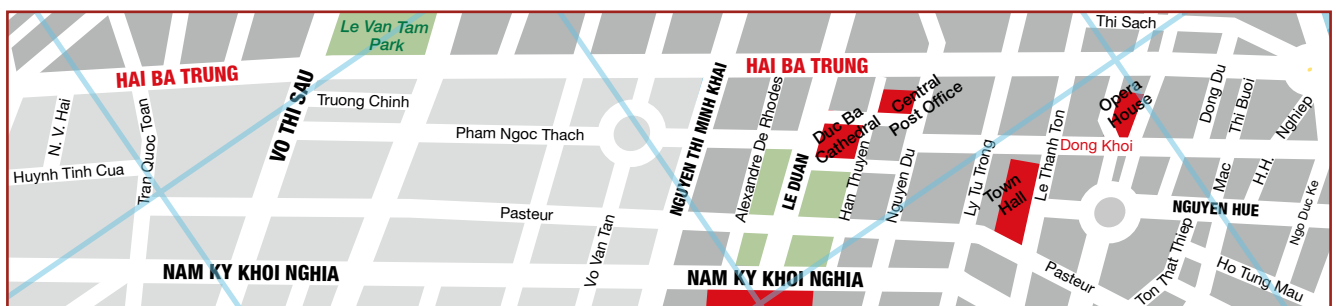 Le Van Tam
Park
Thi Sach
HAI BA TRUNG
HAI BA TRUNG
N. V. Hai
Tran Quoc Toan
VO THI SAU
Truong Chinh
Huynh Tinh Cua
Pham Ngoc Thach
NGUYEN THI MINH KHAI
Alexandre De Rhodes
LE DUAN
Duc Ba
Cathedral
Central
Post Office
Han Thuyen
Nguyen Du
Ly Tu Trong
Town
Hall
Le Thanh Ton
Opera
House
Dong Khoi
Dong Du
Thi Buoi
Nghiep
Mac
H.H.
Ngo Duc Ke
Pasteur
Vo Van Tan
NGUYEN HUE
NAM KY KHOI NGHIA
NAM KY KHOI NGHIA
Pasteur
Ton That Thiep
Ho Tung Mau